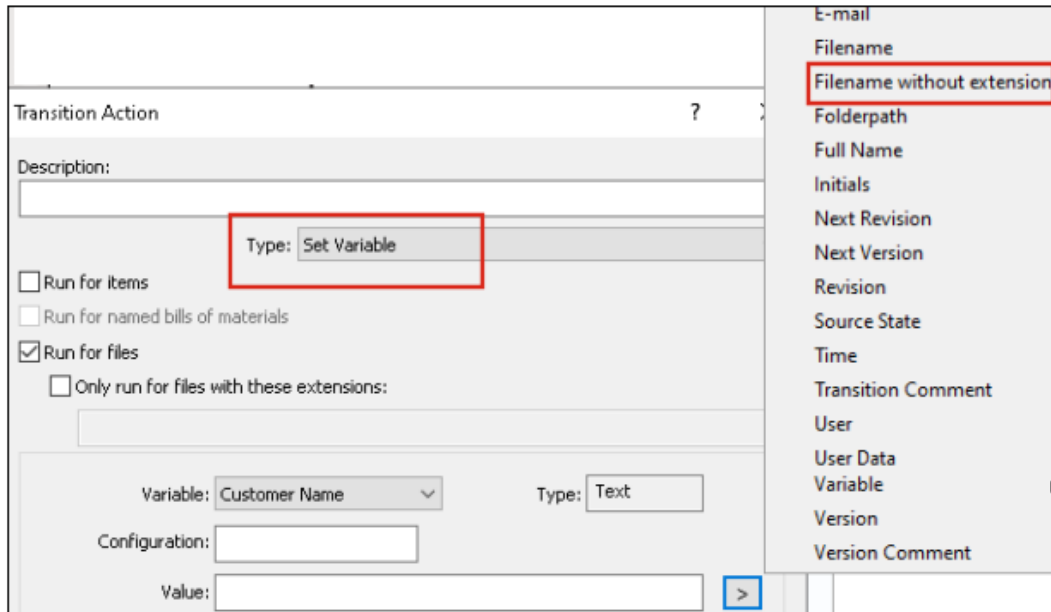 Transition Action
?
Description:
Type: Set Variable
Run for items
Run for named bills of materials
Run for files
Only run for files with these extensions:
Variable: Customer Name
Type: Text
Configuration:
Value:
>
E-mail
Filename
Filename without extension
Folderpath
Full Name
Initials
Next Revision
Next Version
Revision
Source State
Time
Transition Comment
User
User Data
Variable
Version
Version Comment